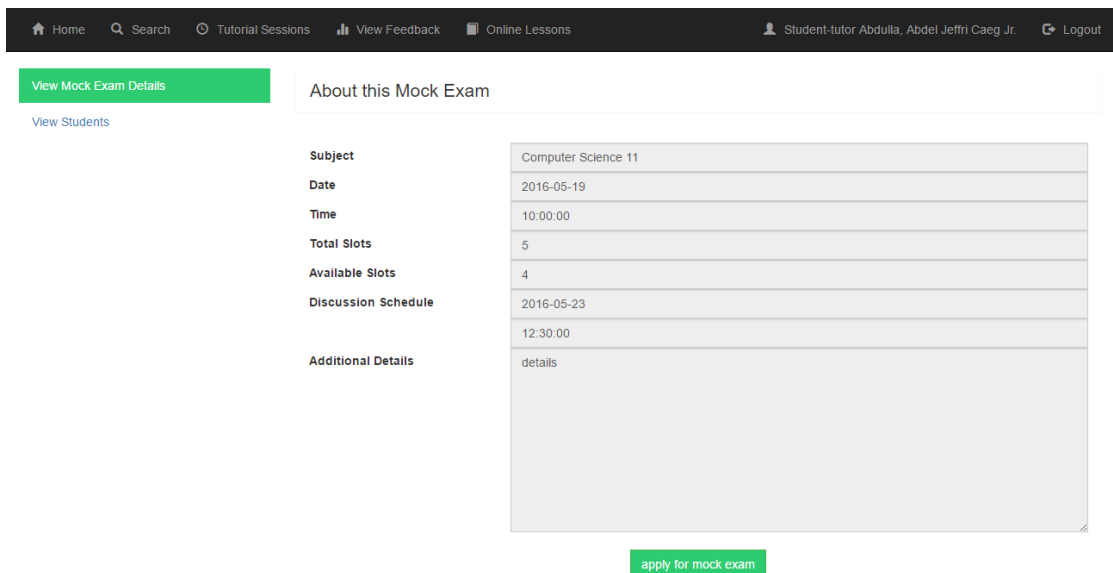 Home Search Tutorial Sessions View Feedback Online Lessons Student-tutor Abdulla, Abdel Jeffri Caeg Jr. Logout
View Mock Exam Details
View Students
About this Mock Exam
Subject Computer Science 11
Date 2016-05-19
Time 10:00:00
Total Slots 5
Available Slots 4
Discussion Schedule 2016-05-23
12:30:00
Additional Details details
apply for mock exam